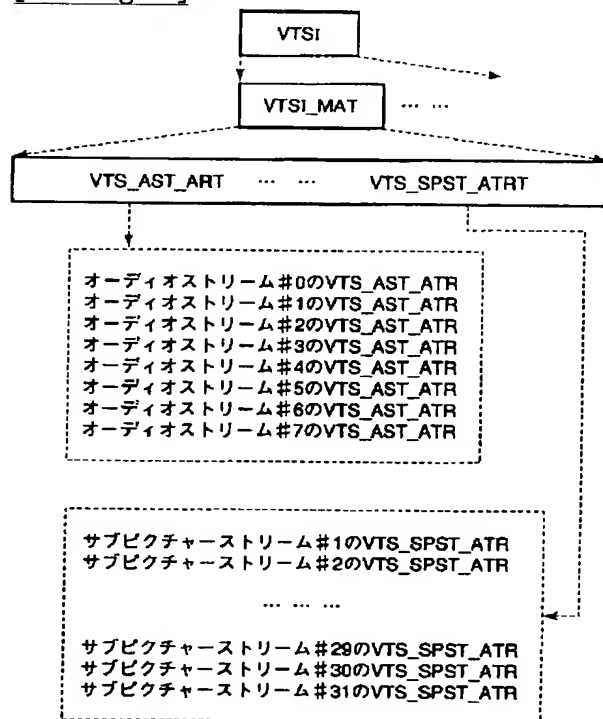 VTSI
VTSI_MAT … …
VTS_AST_ART … … VTS_SPST_ATRT
オーディオストリーム#0のVTS_AST_ATR
オーディオストリーム#1のVTS_AST_ATR
オーディオストリーム#2のVTS_AST_ATR
オーディオストリーム#3のVTS_AST_ATR
オーディオストリーム#4のVTS_AST_ATR
オーディオストリーム#5のVTS_AST_ATR
オーディオストリーム#6のVTS_AST_ATR
オーディオストリーム#7のVTS_AST_ATR
サブピクチャーストリーム#1のVTS_SPST_ATR
サブピクチャーストリーム#2のVTS_SPST_ATR
… … …
サブピクチャーストリーム#29のVTS_SPST_ATR
サブピクチャーストリーム#30のVTS_SPST_ATR
サブピクチャーストリーム#31のVTS_SPST_ATR